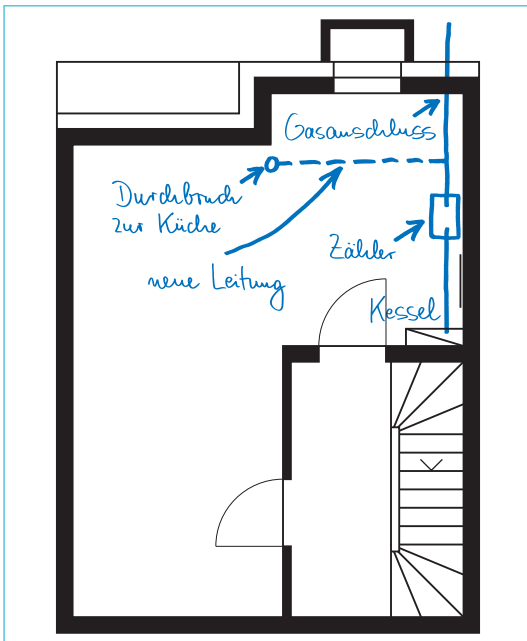 Gasanschluss
Durchbruch
zur Küche
Zähler
neue Leitung
Kessel